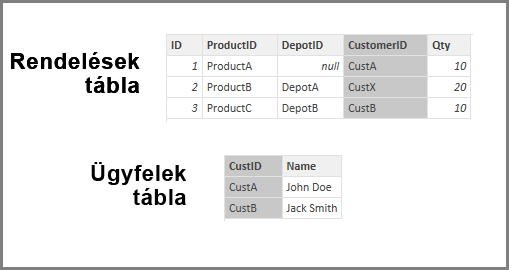 Rendelések
tábla
ID ProductID DepotID CustomerID Qty
1 ProductA null CustA 10
2 ProductB DepotA CustX 20
3 ProductC DepotB CustB 10
Ügyfelek
tábla
CustID Name
CustA John Doe
CustB Jack Smith